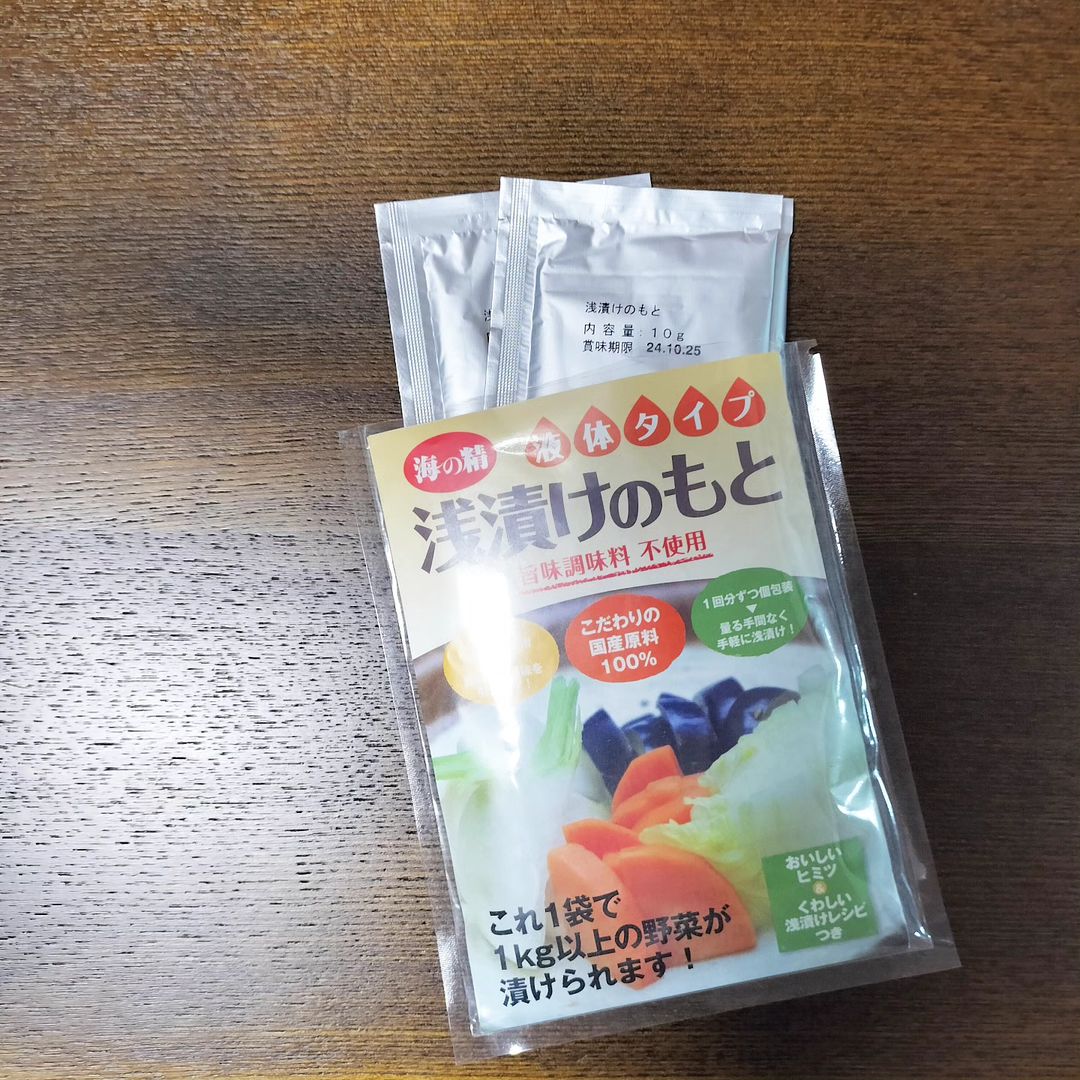 浅漬けのもと
内容量：10g
賞味期限 24.10.25
海の精
液体タイプ
浅漬けのもと
旨味調味料 不使用
こだわりの
国産原料
100%
1回分ずつ個包装
▼
量る手間なく
手軽に浅漬け！
おいしい
ヒミツ
&
くわしい
浅漬けレシピ
つき
これ1袋で
1kg以上の野菜が
漬けられます！